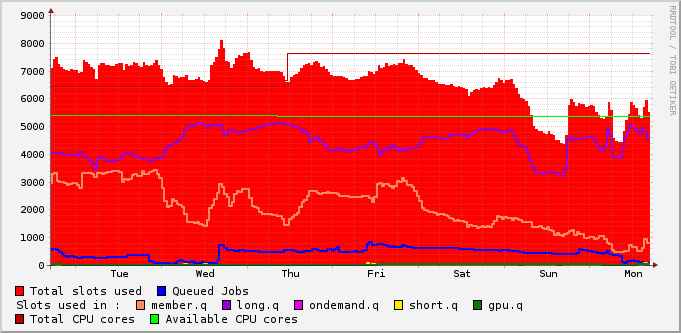 RRDTOOL / TOBI OETIKER
9000
8000
7000
6000
5000
4000
3000
2000
1000
0
Tue Wed Thu Fri Sat Sun Mon
Total slots used Queued Jobs
Slots used in : member.q long.q ondemand.q short.q gpu.q
Total CPU cores Available CPU cores